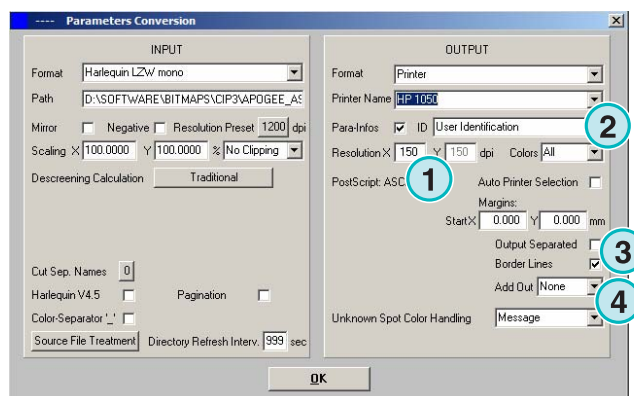 ---- Parameters Conversion
INPUT
Format Harlequin LZW mono
Path D:\SOFTWARE\BITMAPS\CIP3\APOGEE_AS
Mirror Negative Resolution Preset 1200 dpi
Scaling X 100.0000 Y 100.0000 % No Clipping
Descreening Calculation Traditional
Cut Sep. Names 0
Harlequin V4.5 Pagination
Color-Separator '_'
Source File Treatment Directory Refresh Interv. 999 sec
OUTPUT
Format Printer
Printer Name HP 1050
Para-Infos ID User Identification 2
Resolution X 150 Y 150 dpi Colors All
1
PostScript: ASC Auto Printer Selection
Margins:
Start X 0.000 Y 0.000 mm
Output Separated
3
Border Lines
Add Out None
4
Unknown Spot Color Handling Message
OK